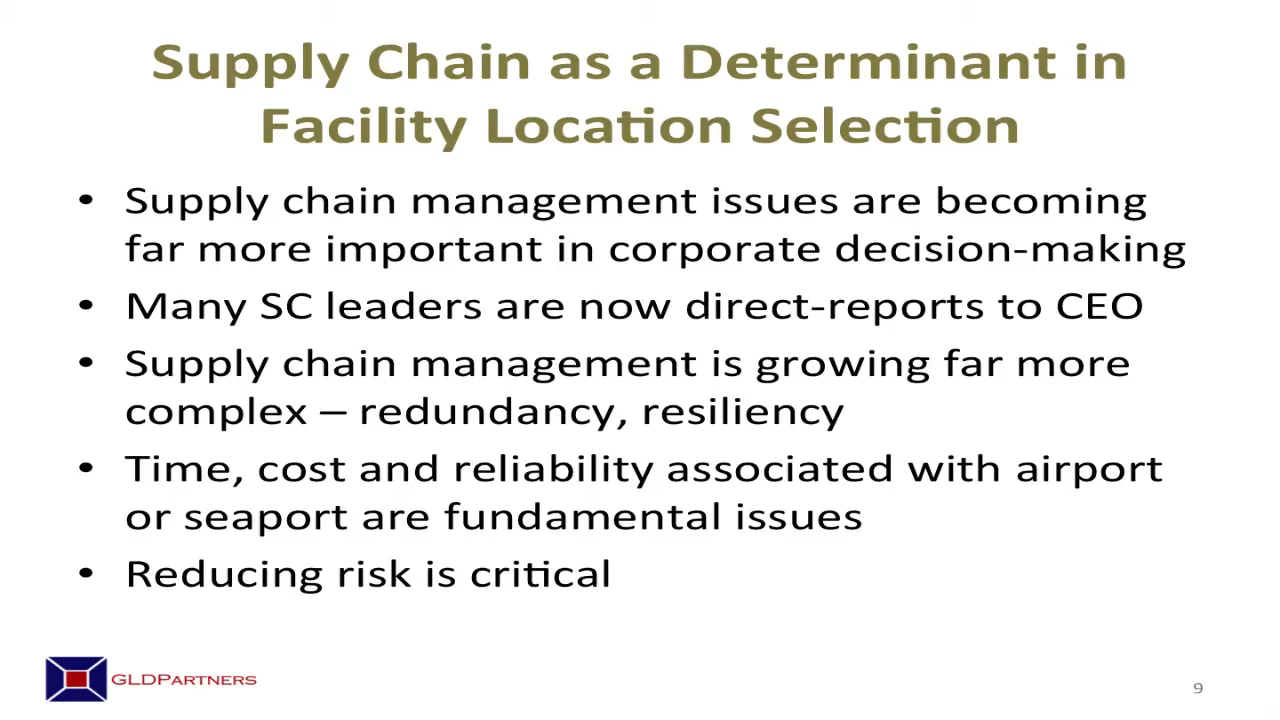 Supply Chain as a Determinant in
Facility Location Selection
• Supply chain management issues are becoming
far more important in corporate decision-making
• Many SC leaders are now direct-reports to CEO
• Supply chain management is growing far more
complex – redundancy, resiliency
• Time, cost and reliability associated with airport
or seaport are fundamental issues
• Reducing risk is critical
GLDPARTNERS
9